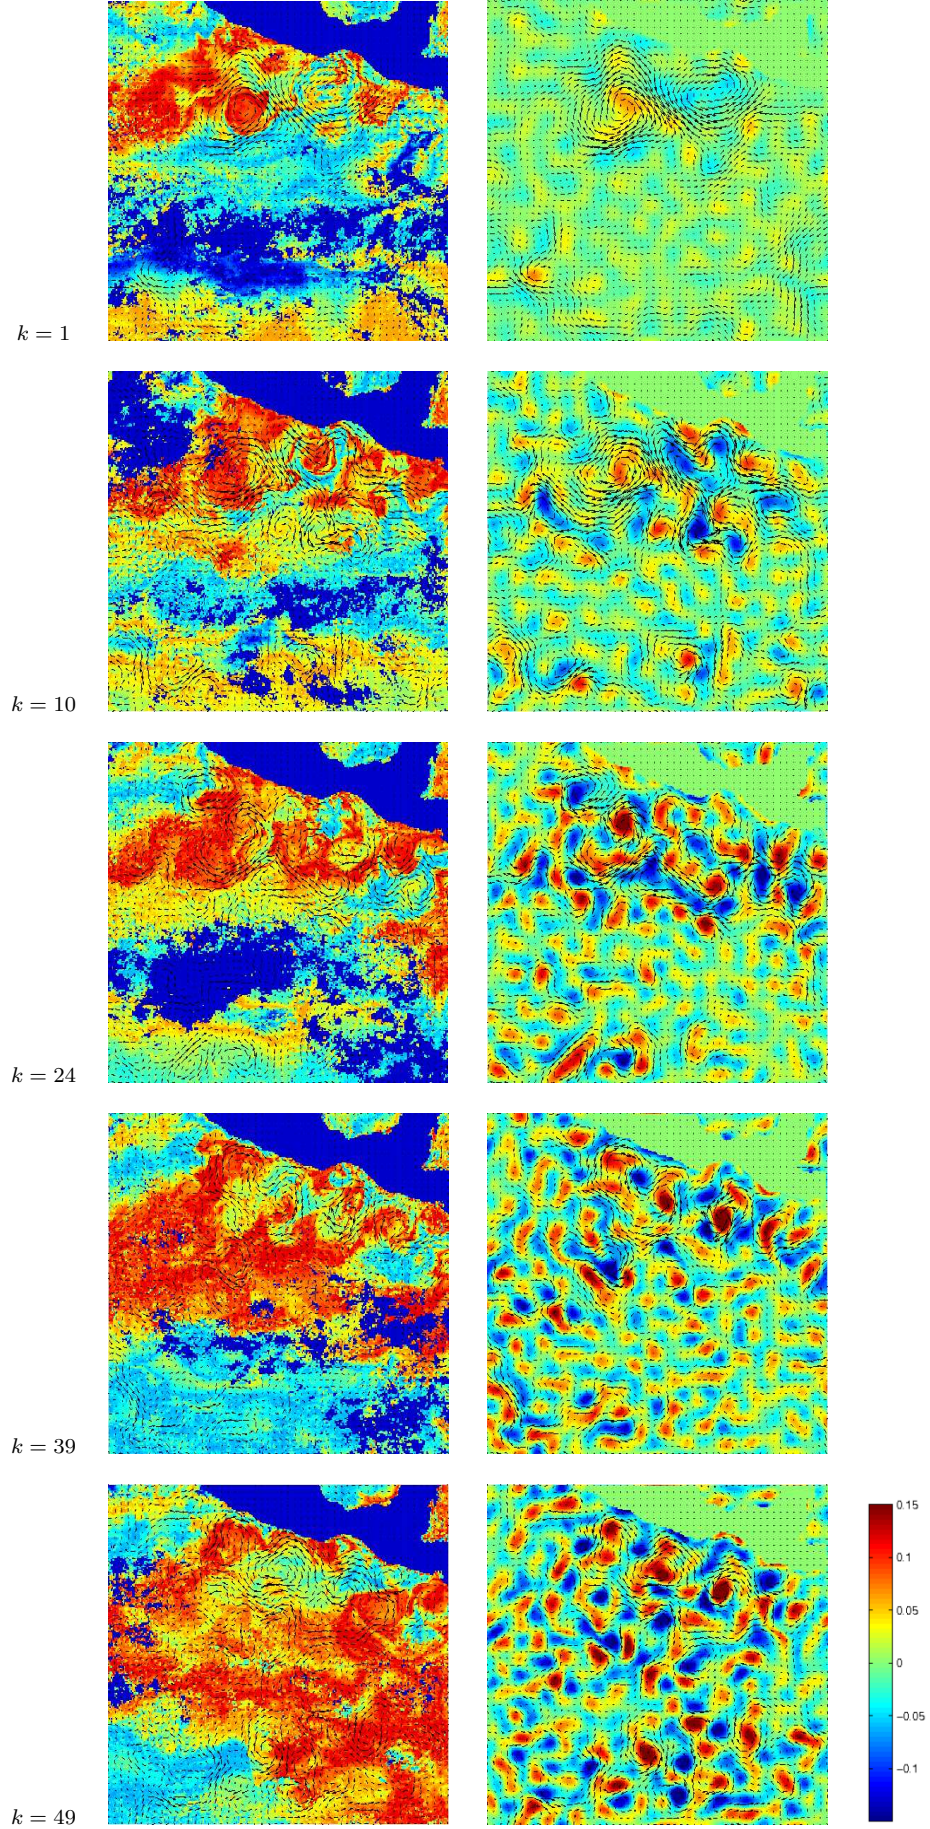 k = 1
k = 10
k = 24
k = 39
k = 49
0.15
0.1
0.05
0
−0.05
−0.1